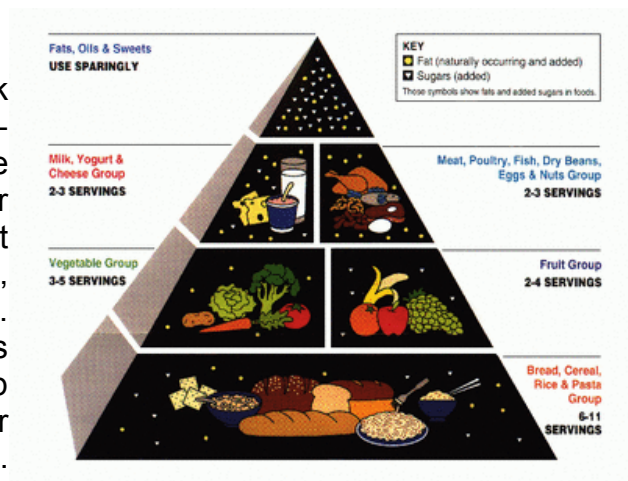 Fats, Oils & Sweets
USE SPARINGLY
KEY
Fat (naturally occurring and added)
Sugars (added)
These symbols show fats and added sugars in foods.
Milk, Yogurt &
Cheese Group
2-3 SERVINGS
Meat, Poultry, Fish, Dry Beans,
Eggs & Nuts Group
2-3 SERVINGS
Vegetable Group
3-5 SERVINGS
Fruit Group
2-4 SERVINGS
Bread, Cereal,
Rice & Pasta
Group
6-11
SERVINGS